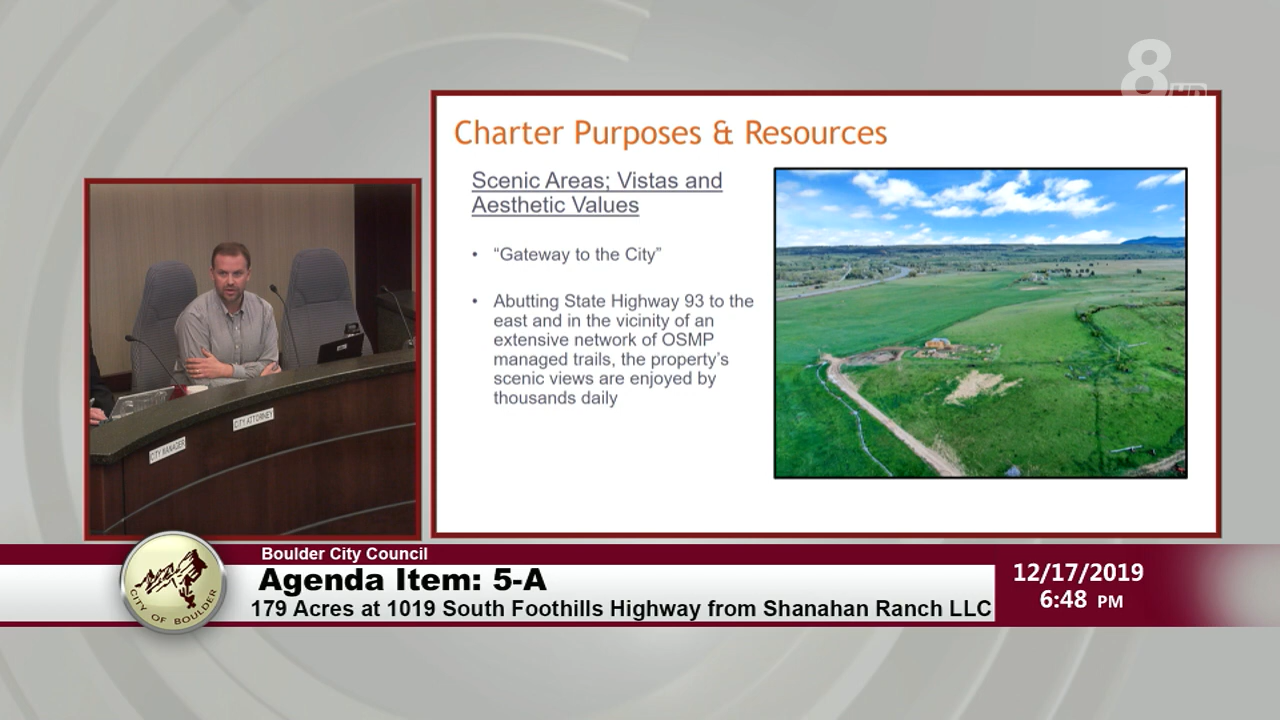 8
HD
Charter Purposes & Resources
Scenic Areas; Vistas and
Aesthetic Values
• “Gateway to the City”
• Abutting State Highway 93 to the
east and in the vicinity of an
extensive network of OSMP
managed trails, the property’s
scenic views are enjoyed by
thousands daily
CITY MANAGER
CITY ATTORNEY
Boulder City Council
Agenda Item: 5-A
179 Acres at 1019 South Foothills Highway from Shanahan Ranch LLC
12/17/2019
6:48 PM
CITY OF BOULDER